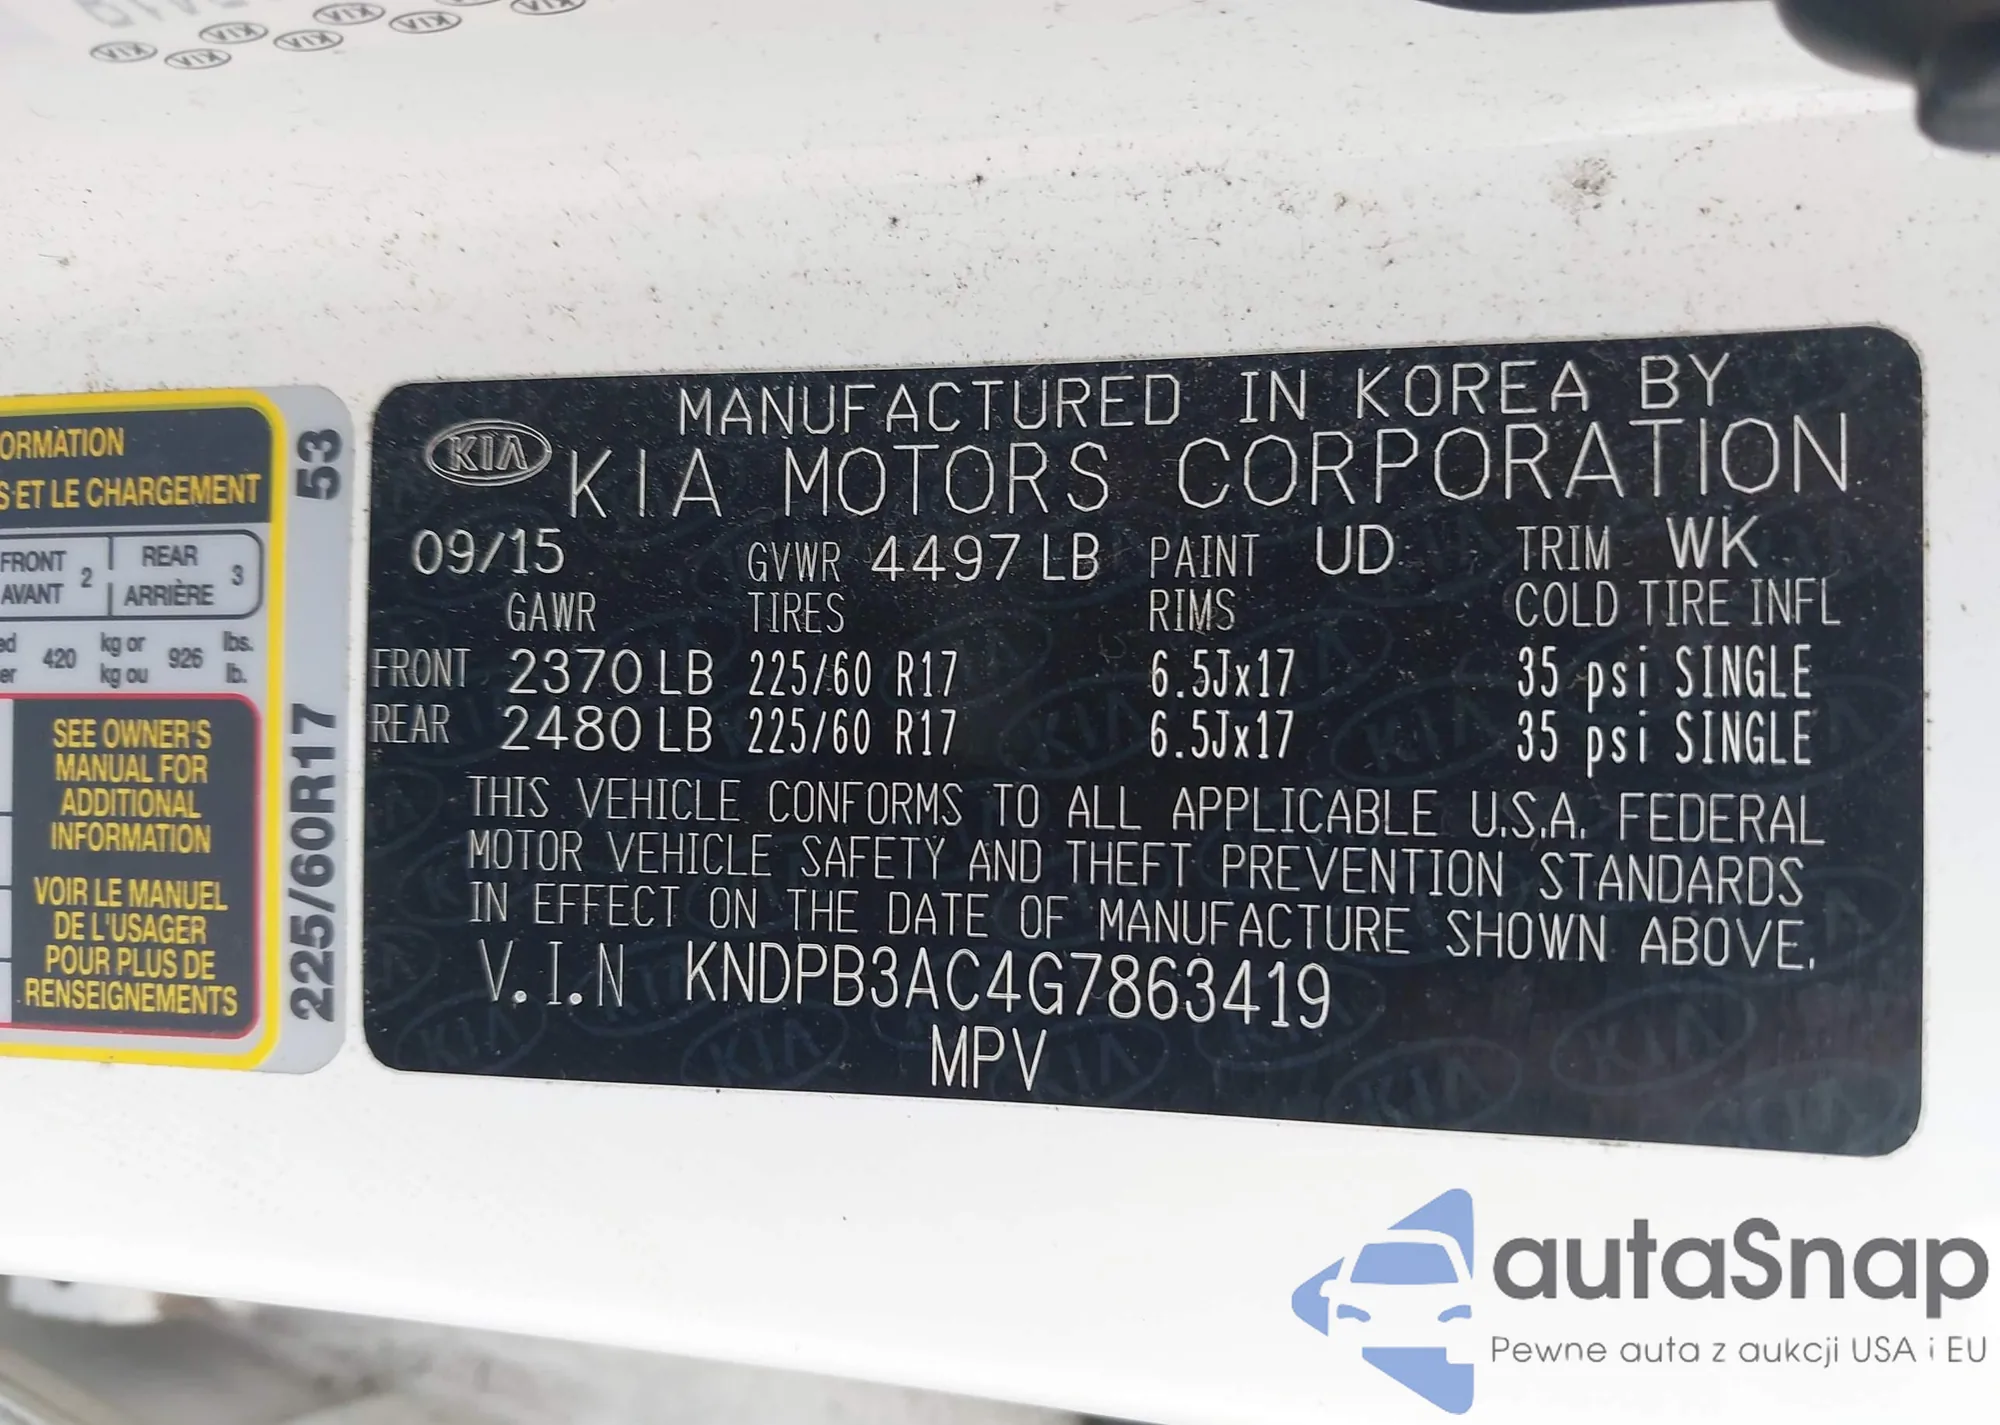 KIA
MANUFACTURED IN KOREA BY
KIA MOTORS CORPORATION
09/15 GVWR 4497 LB PAINT UD TRIM WK
GAWR TIRES RIMS COLD TIRE INFL
FRONT 2370 LB 225/60 R17 6.5Jx17 35 psi SINGLE
REAR 2480 LB 225/60 R17 6.5Jx17 35 psi SINGLE
THIS VEHICLE CONFORMS TO ALL APPLICABLE U.S.A. FEDERAL
MOTOR VEHICLE SAFETY AND THEFT PREVENTION STANDARDS
IN EFFECT ON THE DATE OF MANUFACTURE SHOWN ABOVE.
V.I.N KNDPB3AC4G7863419
MPV
ORMATION
S ET LE CHARGEMENT
FRONT
AVANT 2
REAR
ARRIÈRE 3
420 kg or
kg ou 926 lbs.
lb.
SEE OWNER'S
MANUAL FOR
ADDITIONAL
INFORMATION
VOIR LE MANUEL
DE L'USAGER
POUR PLUS DE
RENSEIGNEMENTS
53
225/60R17
autaSnap
Pewne auta z aukcji USA i EU